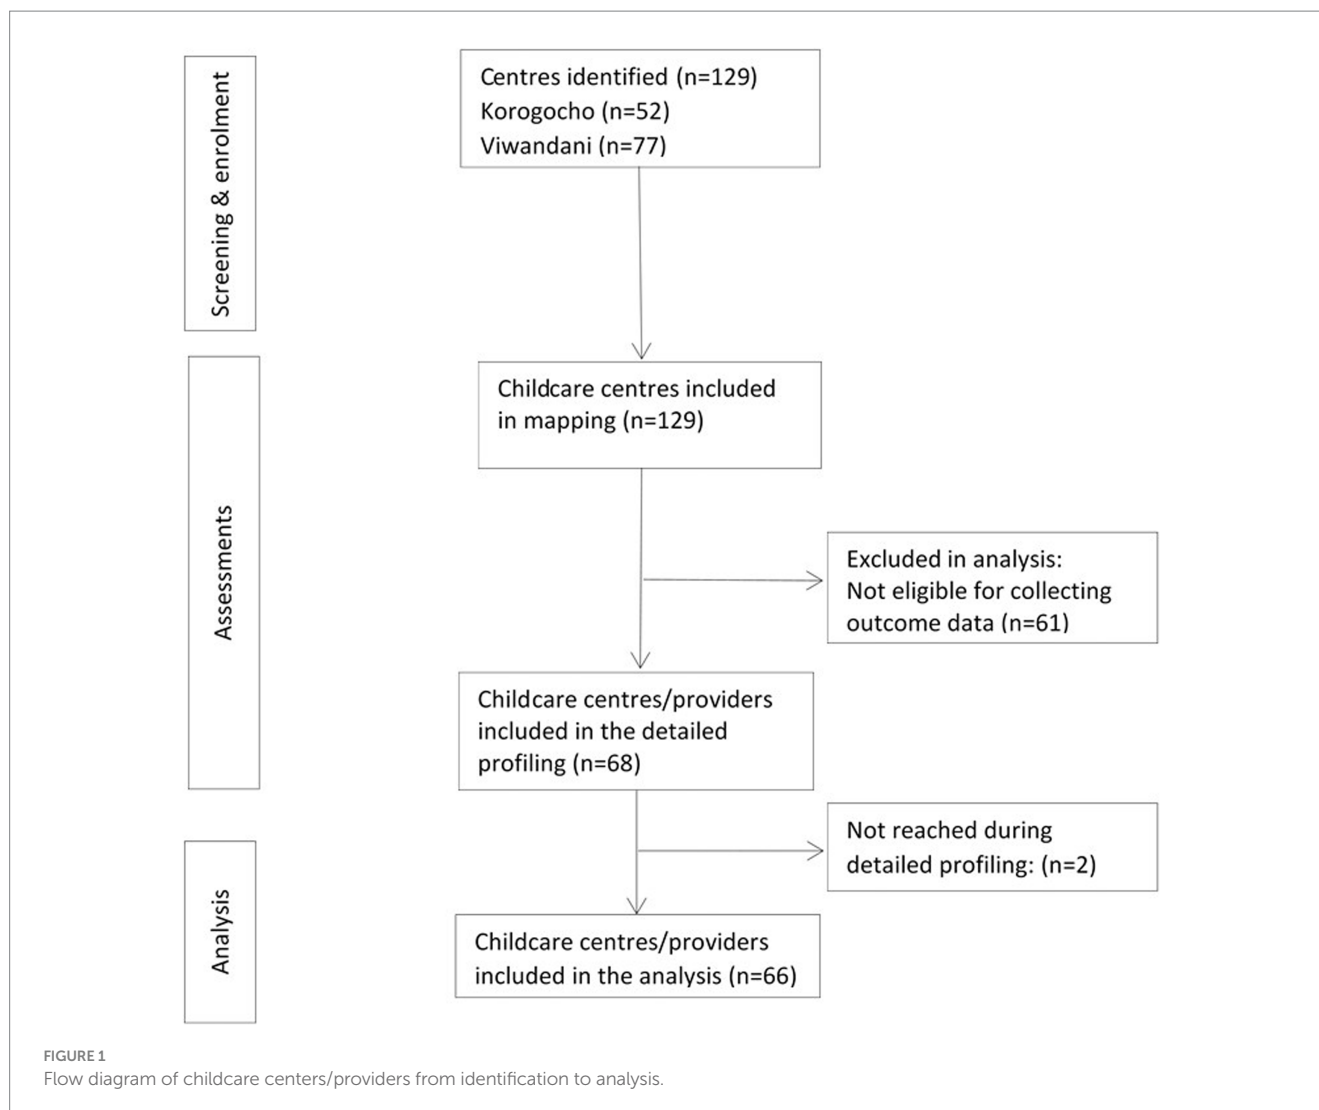 Screening & enrolment
Centres identified (n=129)
Korogocho (n=52)
Viwandani (n=77)
Assessments
Childcare centres included
in mapping (n=129)
Excluded in analysis:
Not eligible for collecting
outcome data (n=61)
Childcare centres/providers
included in the detailed
profiling (n=68)
Not reached during
detailed profiling: (n=2)
Analysis
Childcare centres/providers
included in the analysis (n=66)
FIGURE 1
Flow diagram of childcare centers/providers from identification to analysis.